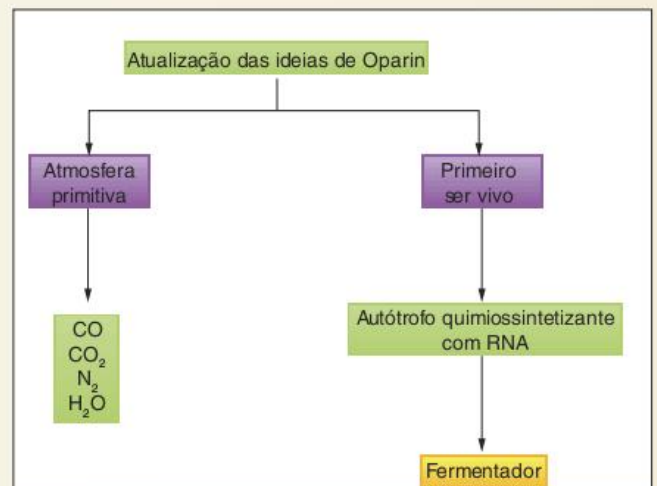 Atualização das ideias de Oparin
Atmosfera
primitiva
Primeiro
ser vivo
CO
CO₂
N₂
H₂O
Autótrofo quimiossintetizante
com RNA
Fermentador